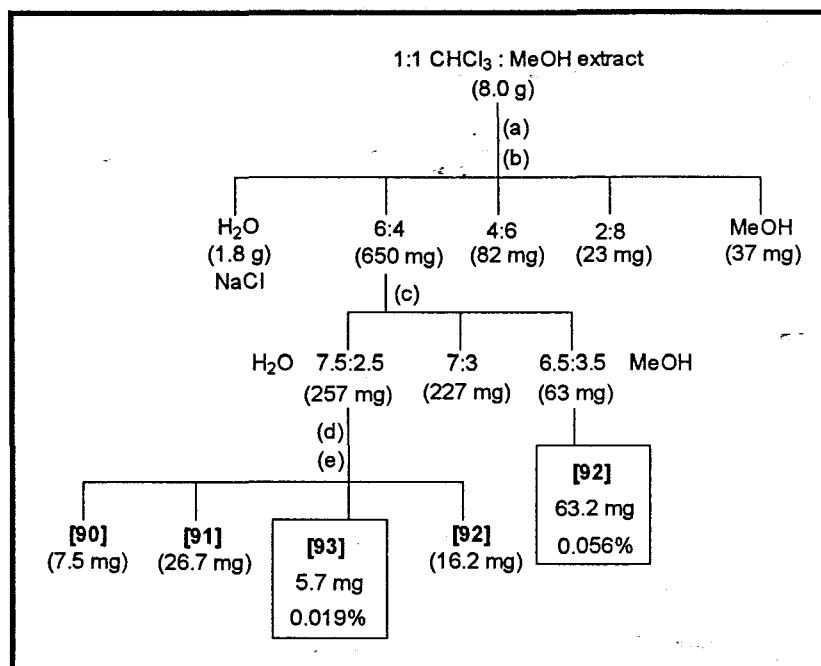 1:1 CHCl₃ : MeOH extract
(8.0 g)
(a)
(b)
H₂O 6:4 4:6 2:8 MeOH
(1.8 g) (650 mg) (82 mg) (23 mg) (37 mg)
NaCl
(c)
H₂O 7.5:2.5 7:3 6.5:3.5 MeOH
(257 mg) (227 mg) (63 mg)
(d)
(e)
[92]
63.2 mg
0.056%
[90] [91] [93] [92]
(7.5 mg) (26.7 mg) 5.7 mg (16.2 mg)
0.019%